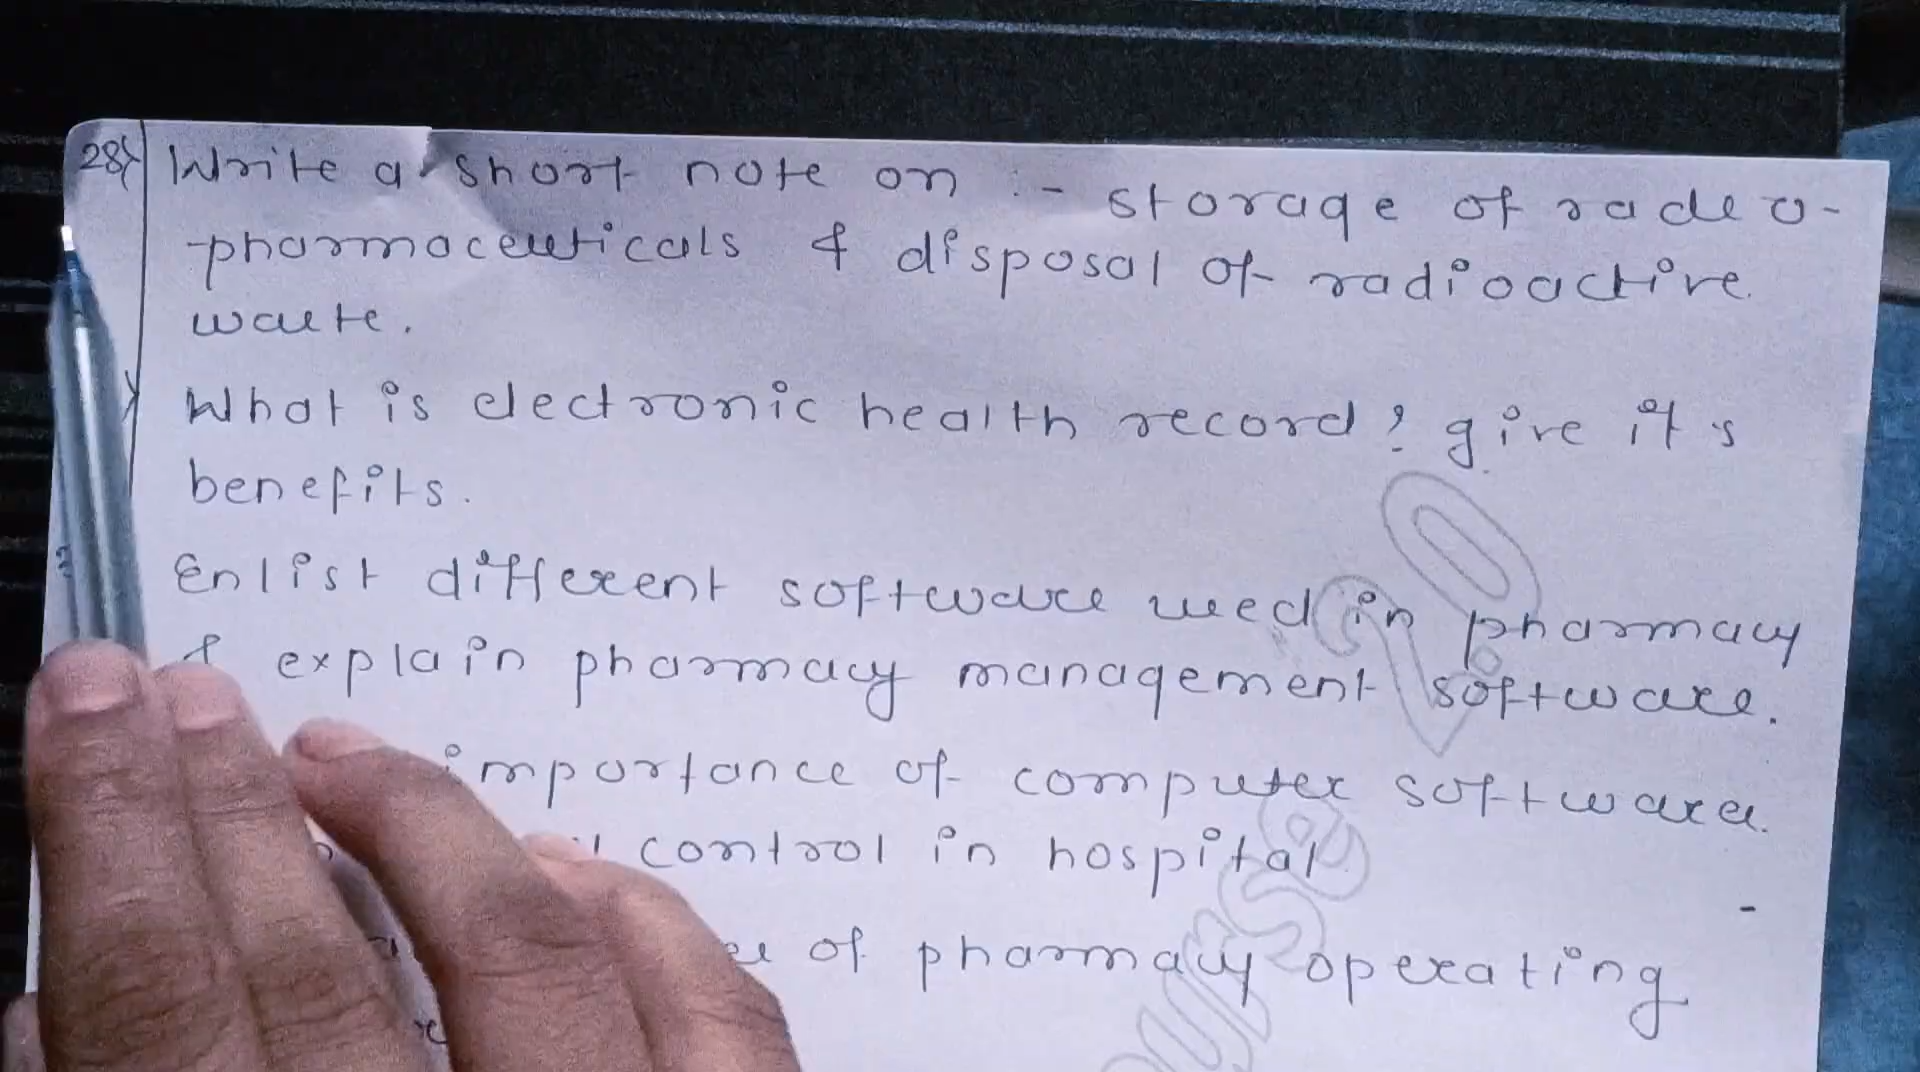 28) Write a short note on :- storage of radio-
pharmaceuticals & disposal of radioactive
waste.
What is electronic health record? give it's
benefits.
Enlist different software used in pharmacy
& explain pharmacy management software.
importance of computer software
control in hospital
of pharmacy operating